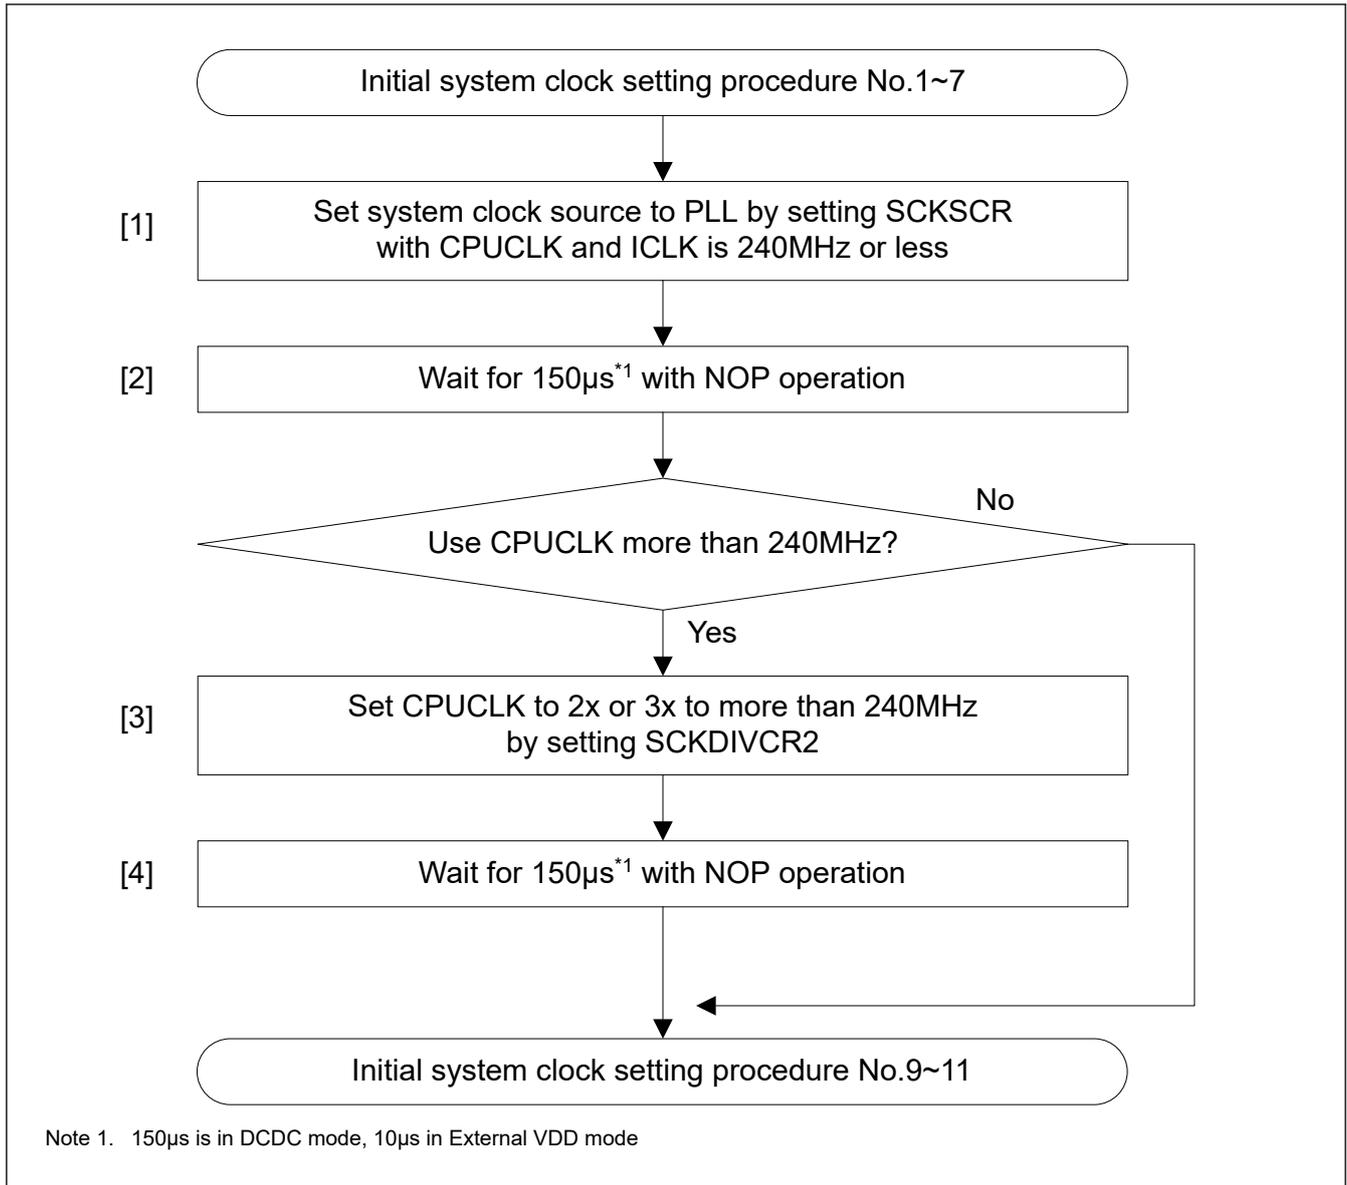 Initial system clock setting procedure No.1~7
[1]
Set system clock source to PLL by setting SCKSCR
with CPUCLK and ICLK is 240MHz or less
[2]
Wait for 150µs*1 with NOP operation
Use CPUCLK more than 240MHz?
No
Yes
[3]
Set CPUCLK to 2x or 3x to more than 240MHz
by setting SCKDIVCR2
[4]
Wait for 150µs*1 with NOP operation
Initial system clock setting procedure No.9~11
Note 1. 150µs is in DCDC mode, 10µs in External VDD mode